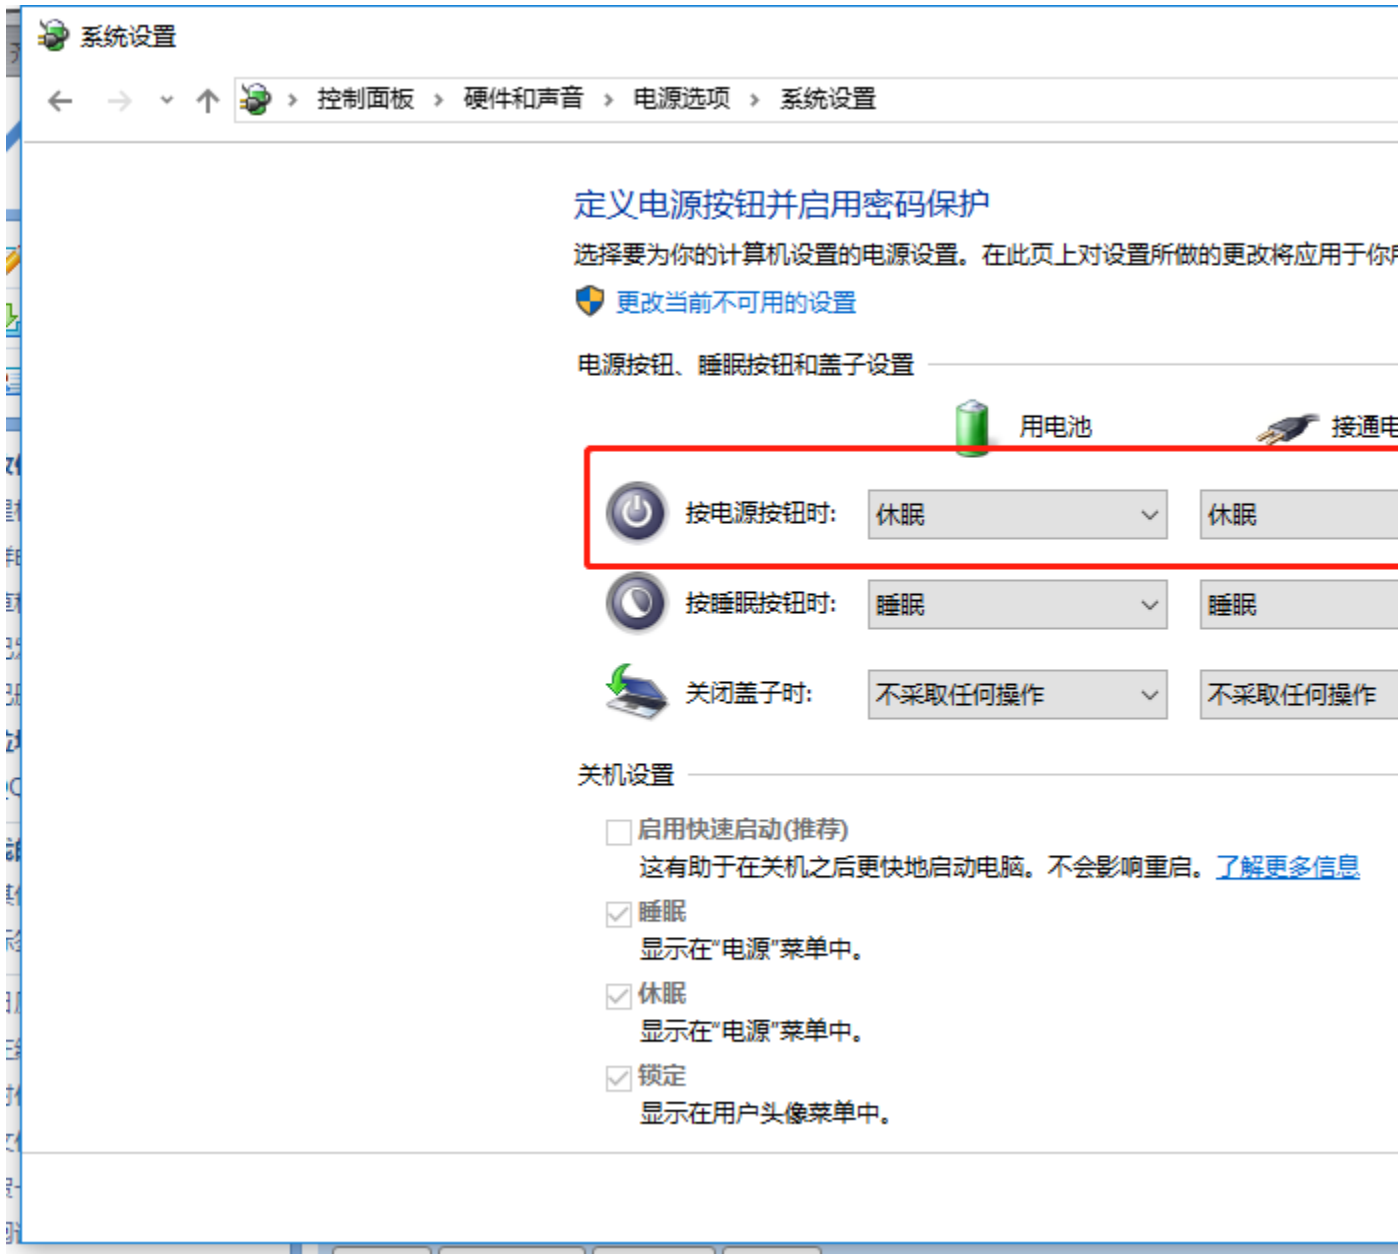 系统设置
控制面板 › 硬件和声音 › 电源选项 › 系统设置
定义电源按钮并启用密码保护
选择要为你的计算机设置的电源设置。在此页上对设置所做的更改将应用于你
更改当前不可用的设置
电源按钮、睡眠按钮和盖子设置
用电池 接通电
按电源按钮时: 休眠 休眠
按睡眠按钮时: 睡眠 睡眠
关闭盖子时: 不采取任何操作 不采取任何操作
关机设置
启用快速启动(推荐)
这有助于在关机之后更快地启动电脑。不会影响重启。了解更多信息
睡眠
显示在“电源”菜单中。
休眠
显示在“电源”菜单中。
锁定
显示在用户头像菜单中。